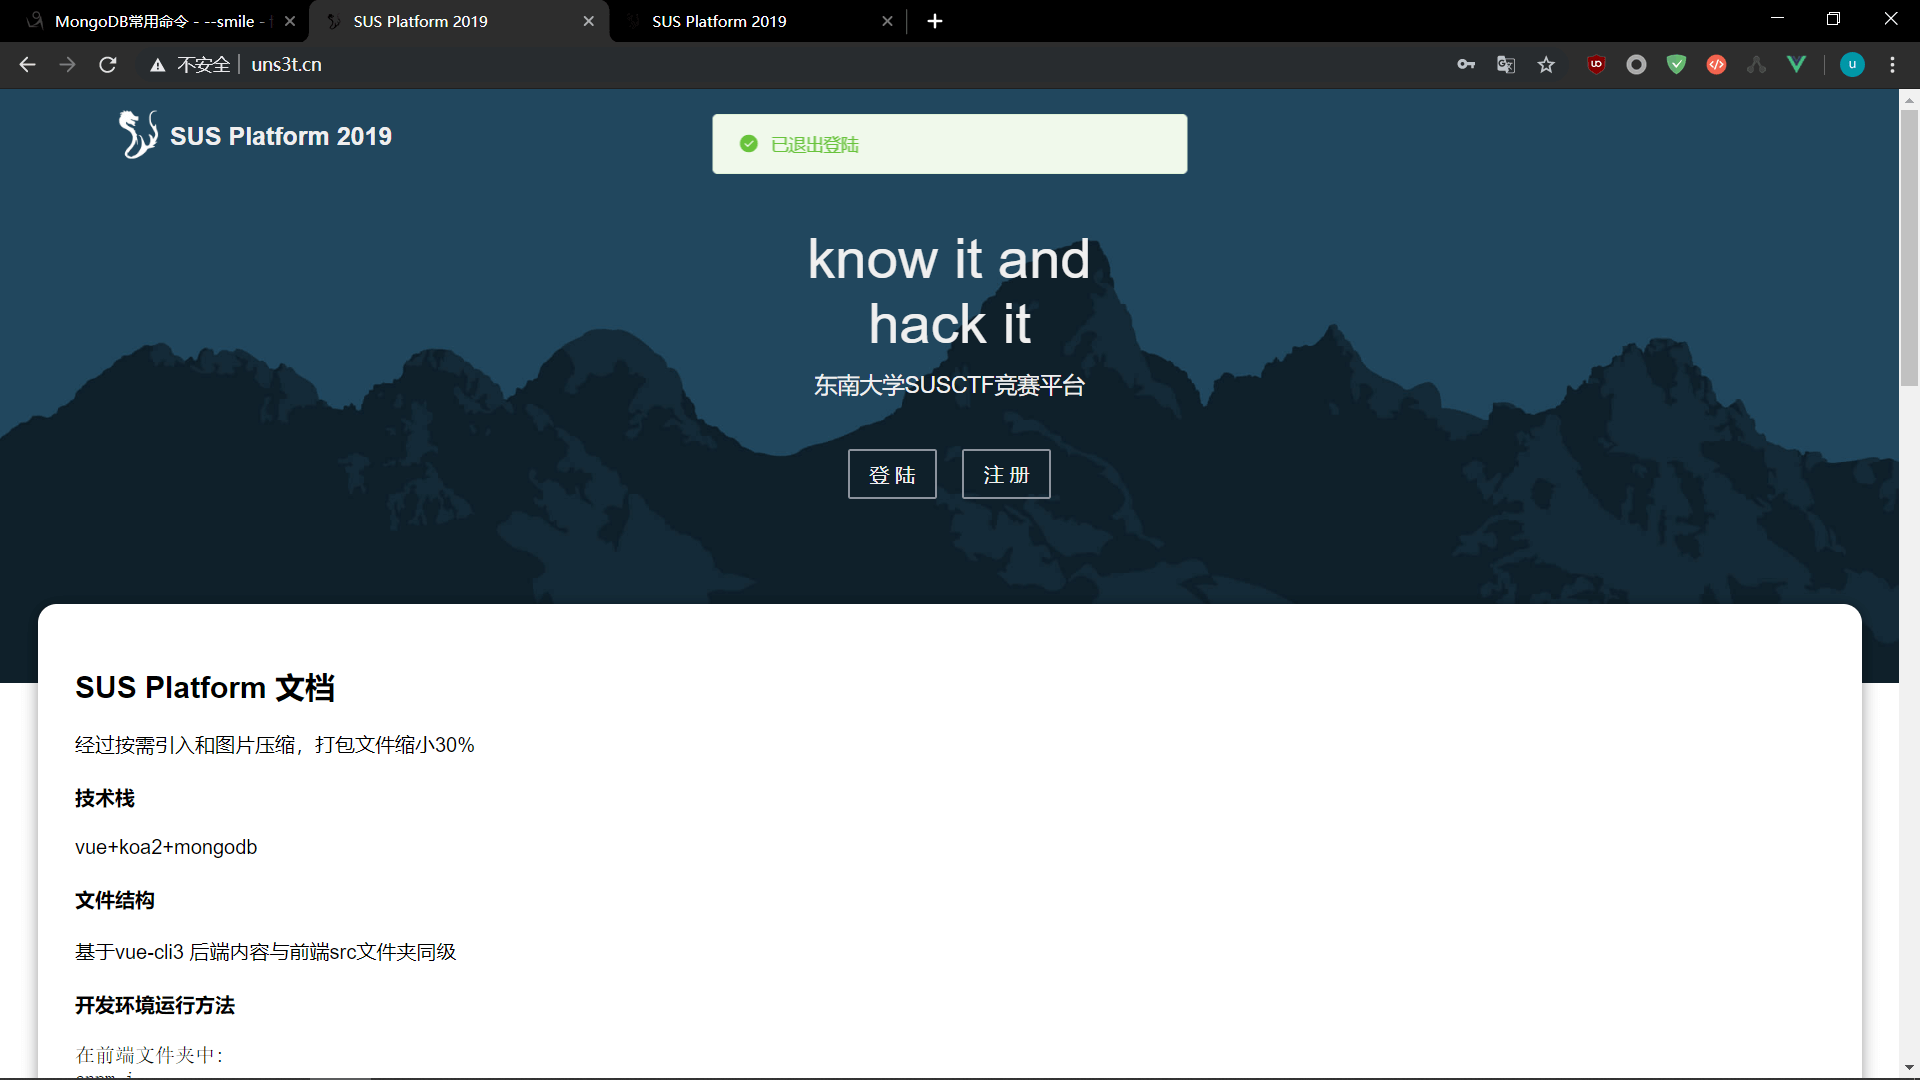 MongoDB常用命令 - --smile -
SUS Platform 2019
SUS Platform 2019
不安全
uns3t.cn
u
SUS Platform 2019
已退出登陆
know it and
hack it
东南大学SUSCTF竞赛平台
登 陆
注 册
SUS Platform 文档
经过按需引入和图片压缩，打包文件缩小30%
技术栈
vue+koa2+mongodb
文件结构
基于vue-cli3 后端内容与前端src文件夹同级
开发环境运行方法
在前端文件夹中：